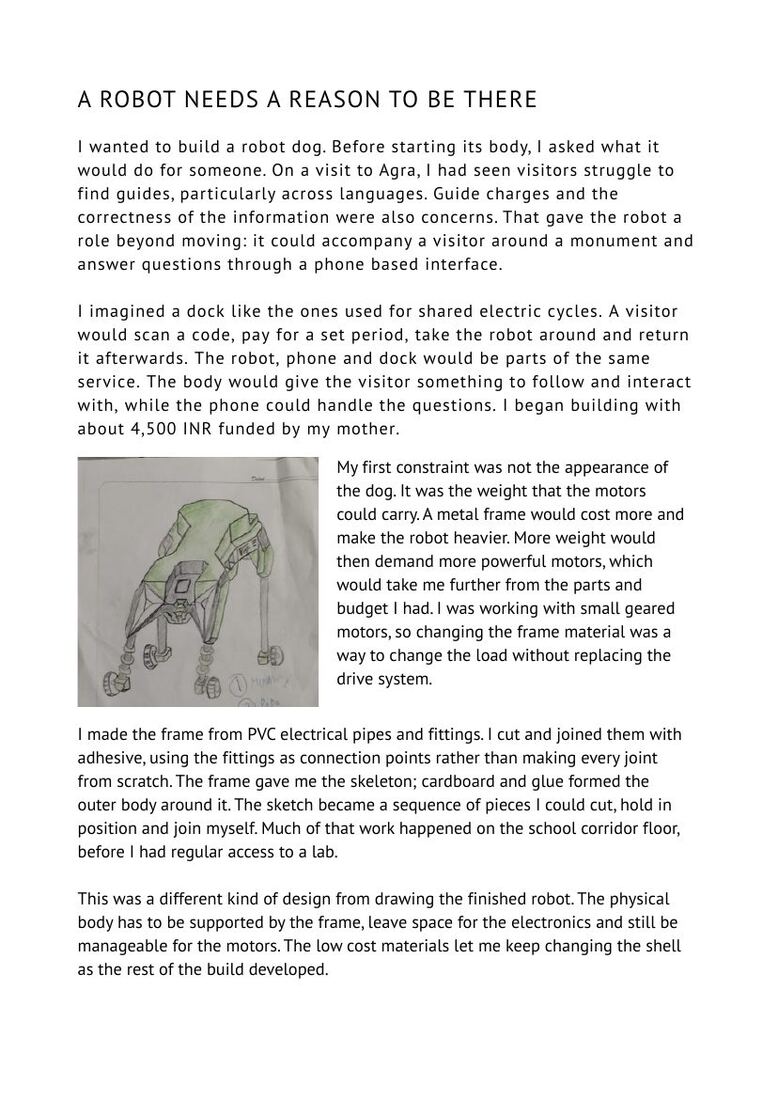 A ROBOT NEEDS A REASON TO BE THERE
I wanted to build a robot dog. Before starting its body, I asked what it
would do for someone. On a visit to Agra, I had seen visitors struggle to
find guides, particularly across languages. Guide charges and the
correctness of the information were also concerns. That gave the robot a
role beyond moving: it could accompany a visitor around a monument and
answer questions through a phone based interface.
I imagined a dock like the ones used for shared electric cycles. A visitor
would scan a code, pay for a set period, take the robot around and return
it afterwards. The robot, phone and dock would be parts of the same
service. The body would give the visitor something to follow and interact
with, while the phone could handle the questions. I began building with
about 4,500 INR funded by my mother.
My first constraint was not the appearance of
the dog. It was the weight that the motors
could carry. A metal frame would cost more and
make the robot heavier. More weight would
then demand more powerful motors, which
would take me further from the parts and
budget I had. I was working with small geared
motors, so changing the frame material was a
way to change the load without replacing the
drive system.
I made the frame from PVC electrical pipes and fittings. I cut and joined them with
adhesive, using the fittings as connection points rather than making every joint
from scratch. The frame gave me the skeleton; cardboard and glue formed the
outer body around it. The sketch became a sequence of pieces I could cut, hold in
position and join myself. Much of that work happened on the school corridor floor,
before I had regular access to a lab.
This was a different kind of design from drawing the finished robot. The physical
body has to be supported by the frame, leave space for the electronics and still be
manageable for the motors. The low cost materials let me keep changing the shell
as the rest of the build developed.